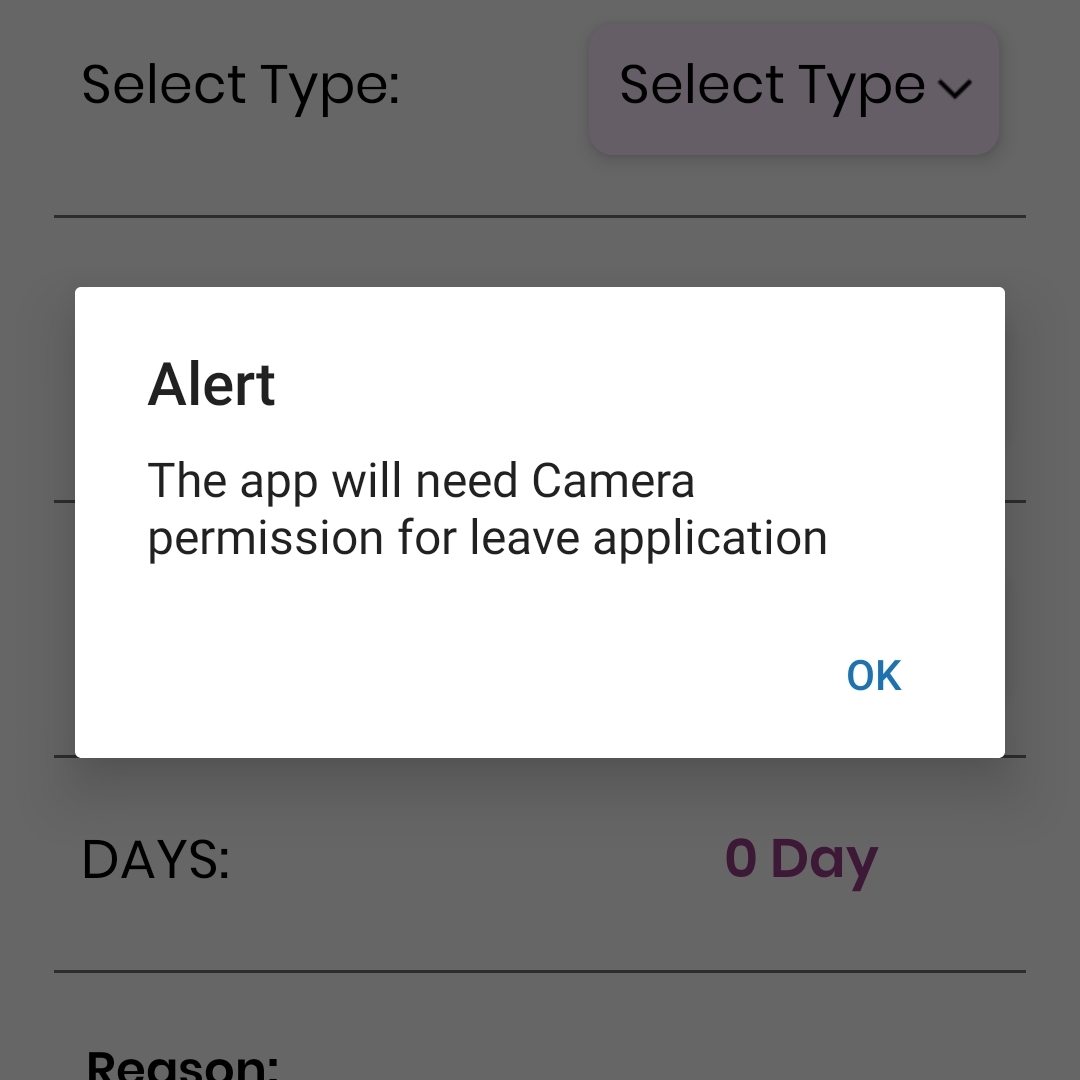 Select Type:
Select Type
Alert
The app will need Camera
permission for leave application
OK
DAYS:
0 Day
Reason: